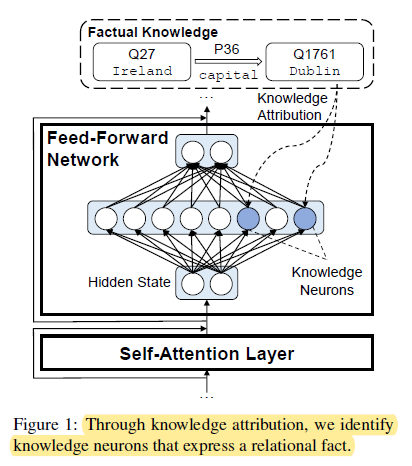 Factual Knowledge
Q27
Ireland
P36
capital
Q1761
Dublin
...
Knowledge
Attribution
Feed-Forward
Network
Hidden State
Knowledge
Neurons
Self-Attention Layer
...
Figure 1: Through knowledge attribution, we identify
knowledge neurons that express a relational fact.